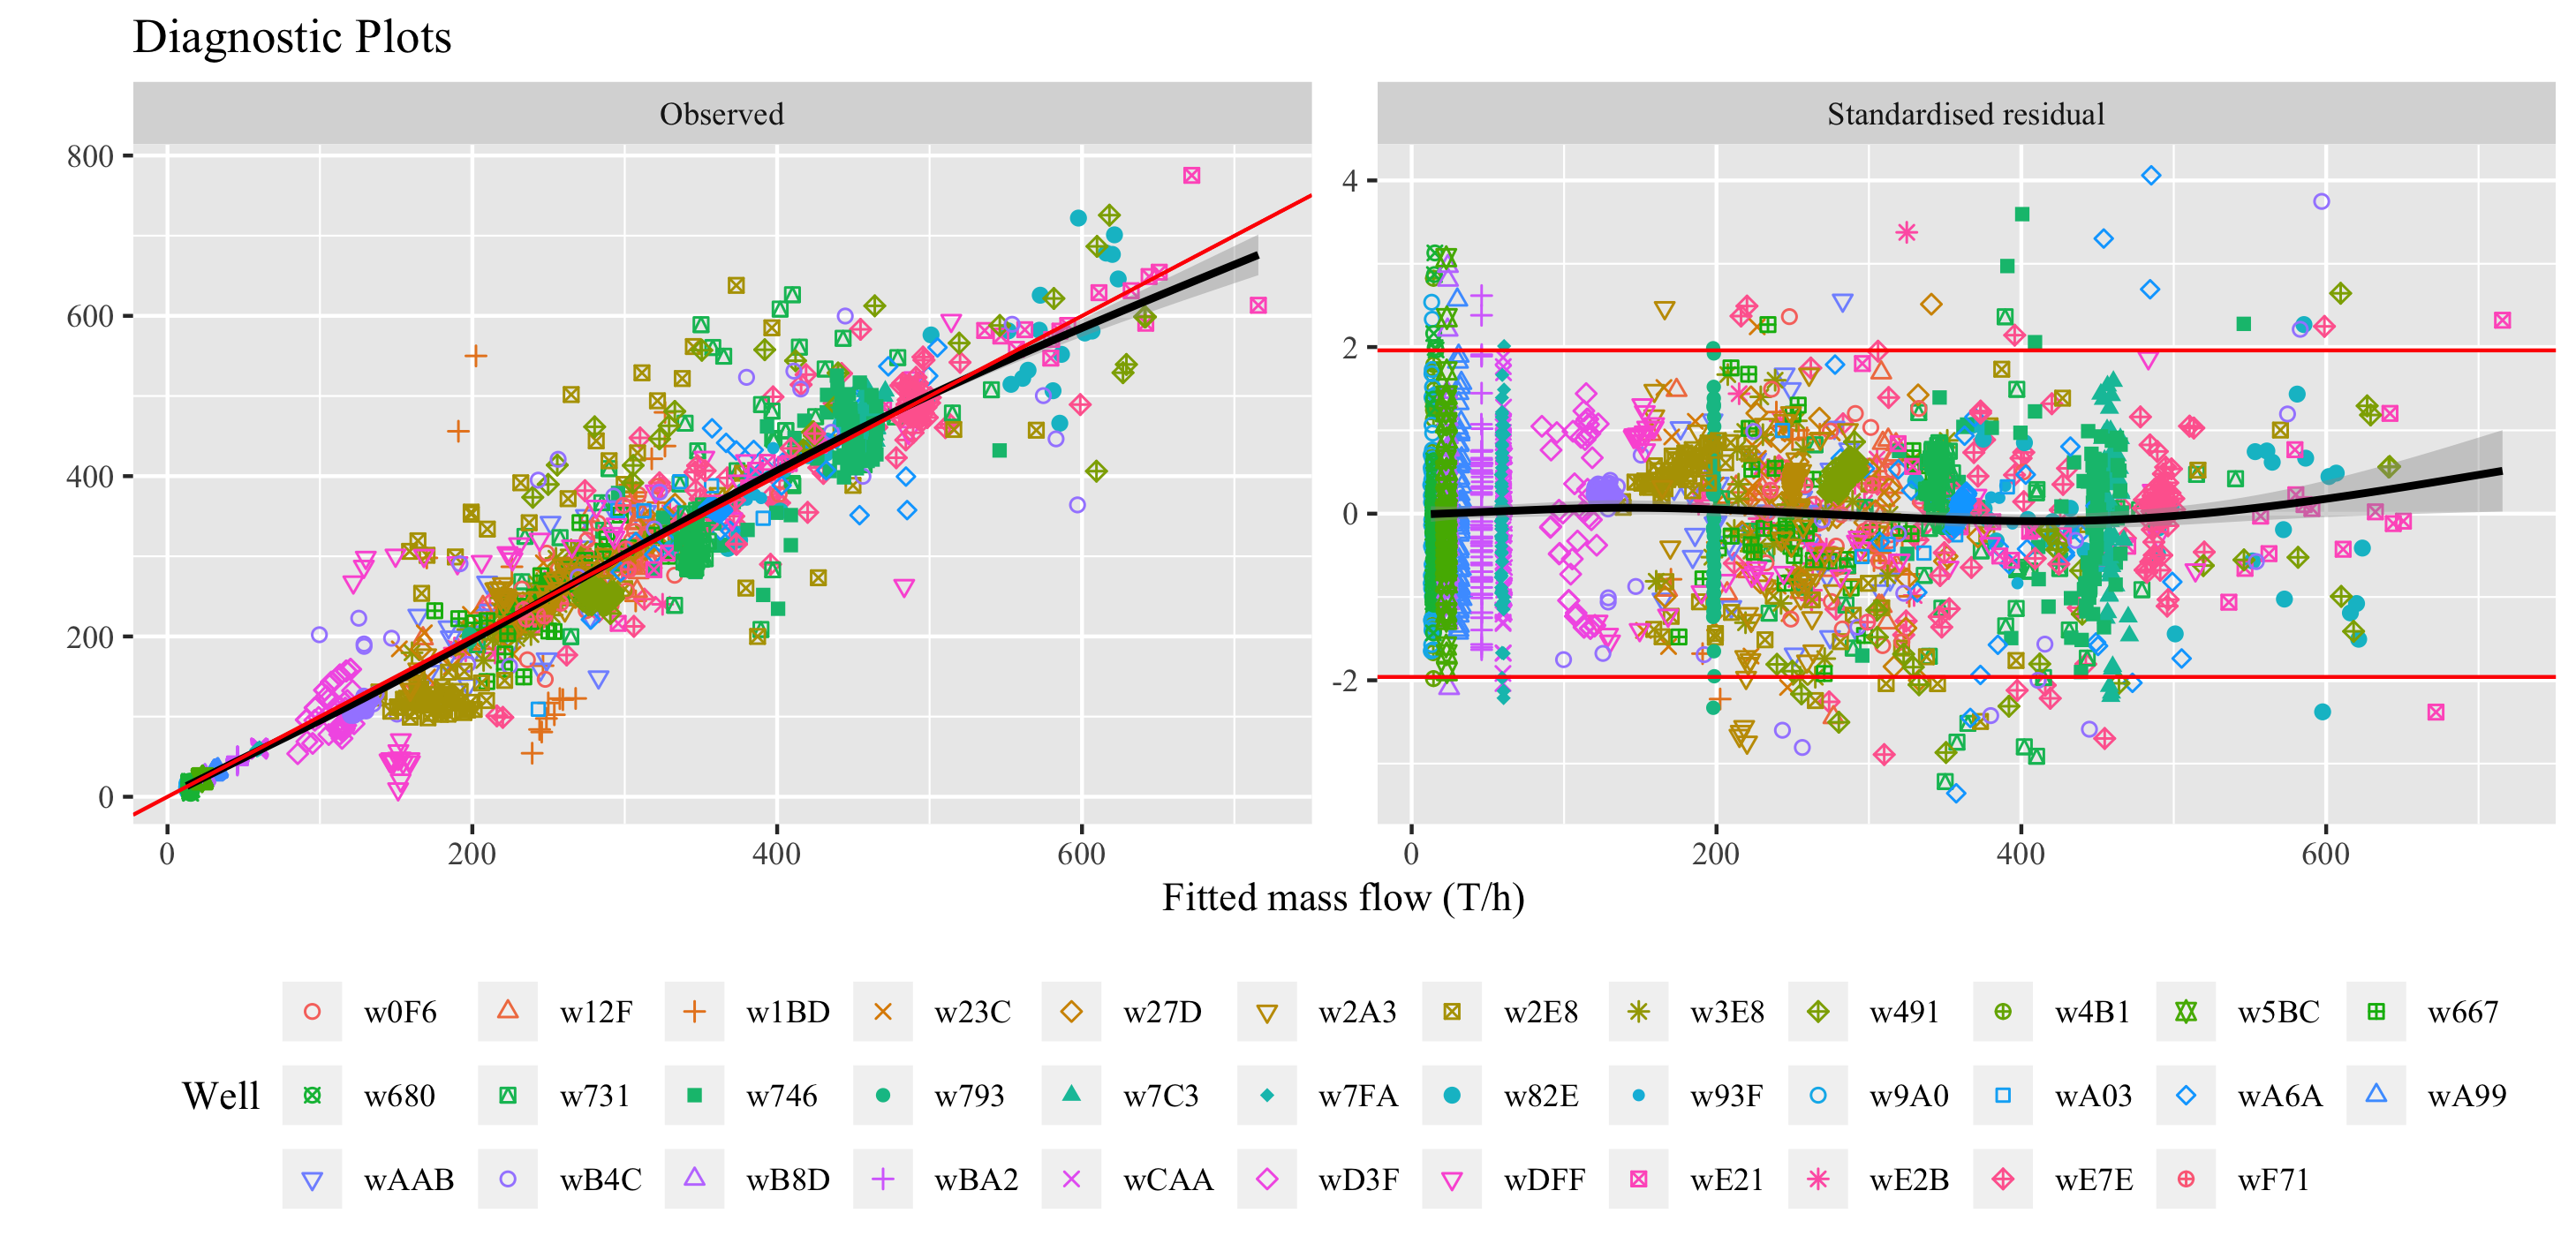 Diagnostic Plots
Observed
Standardised residual
800
600
400
200
0
4
2
0
-2
0 200 400 600
0 200 400 600
Fitted mass flow (T/h)
w0F6 w12F w1BD w23C w27D w2A3 w2E8 w3E8 w491 w4B1 w5BC w667
Well w680 w731 w746 w793 w7C3 w7FA w82E w93F w9A0 wA03 wA6A wA99
wAAB wB4C wB8D wBA2 wCAA wD3F wDFF wE21 wE2B wE7E wF71